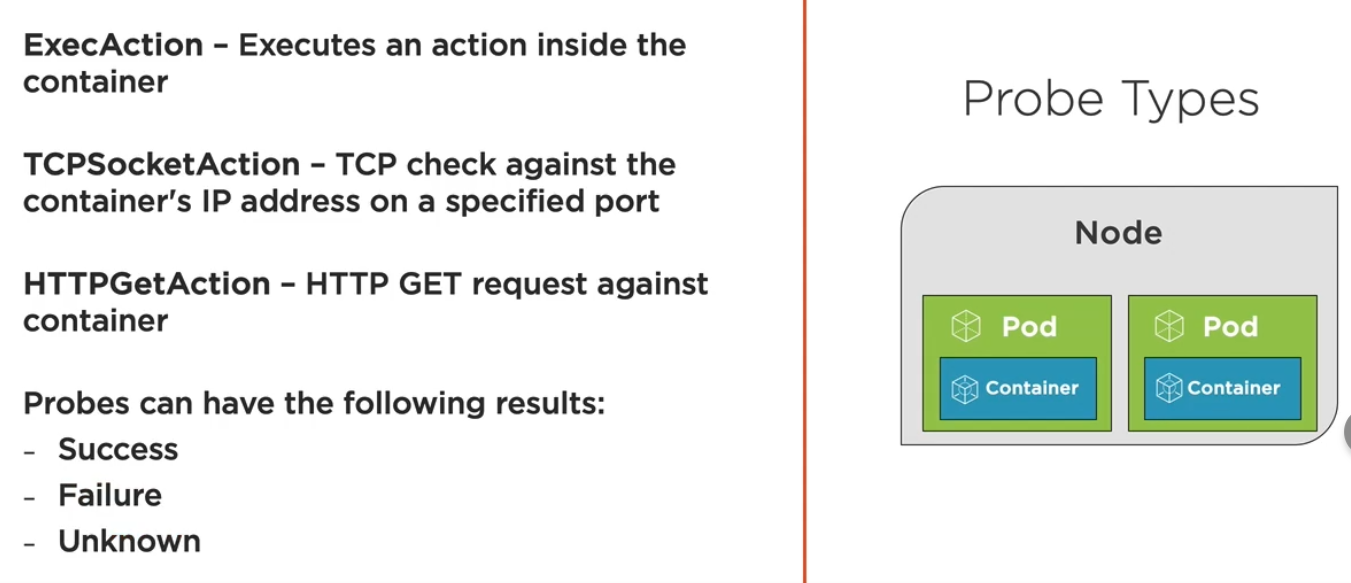 ExecAction – Executes an action inside the
container
TCPSocketAction – TCP check against the
container's IP address on a specified port
HTTPGetAction – HTTP GET request against
container
Probes can have the following results:
- Success
- Failure
- Unknown
Probe Types
Node
Pod
Container
Pod
Container